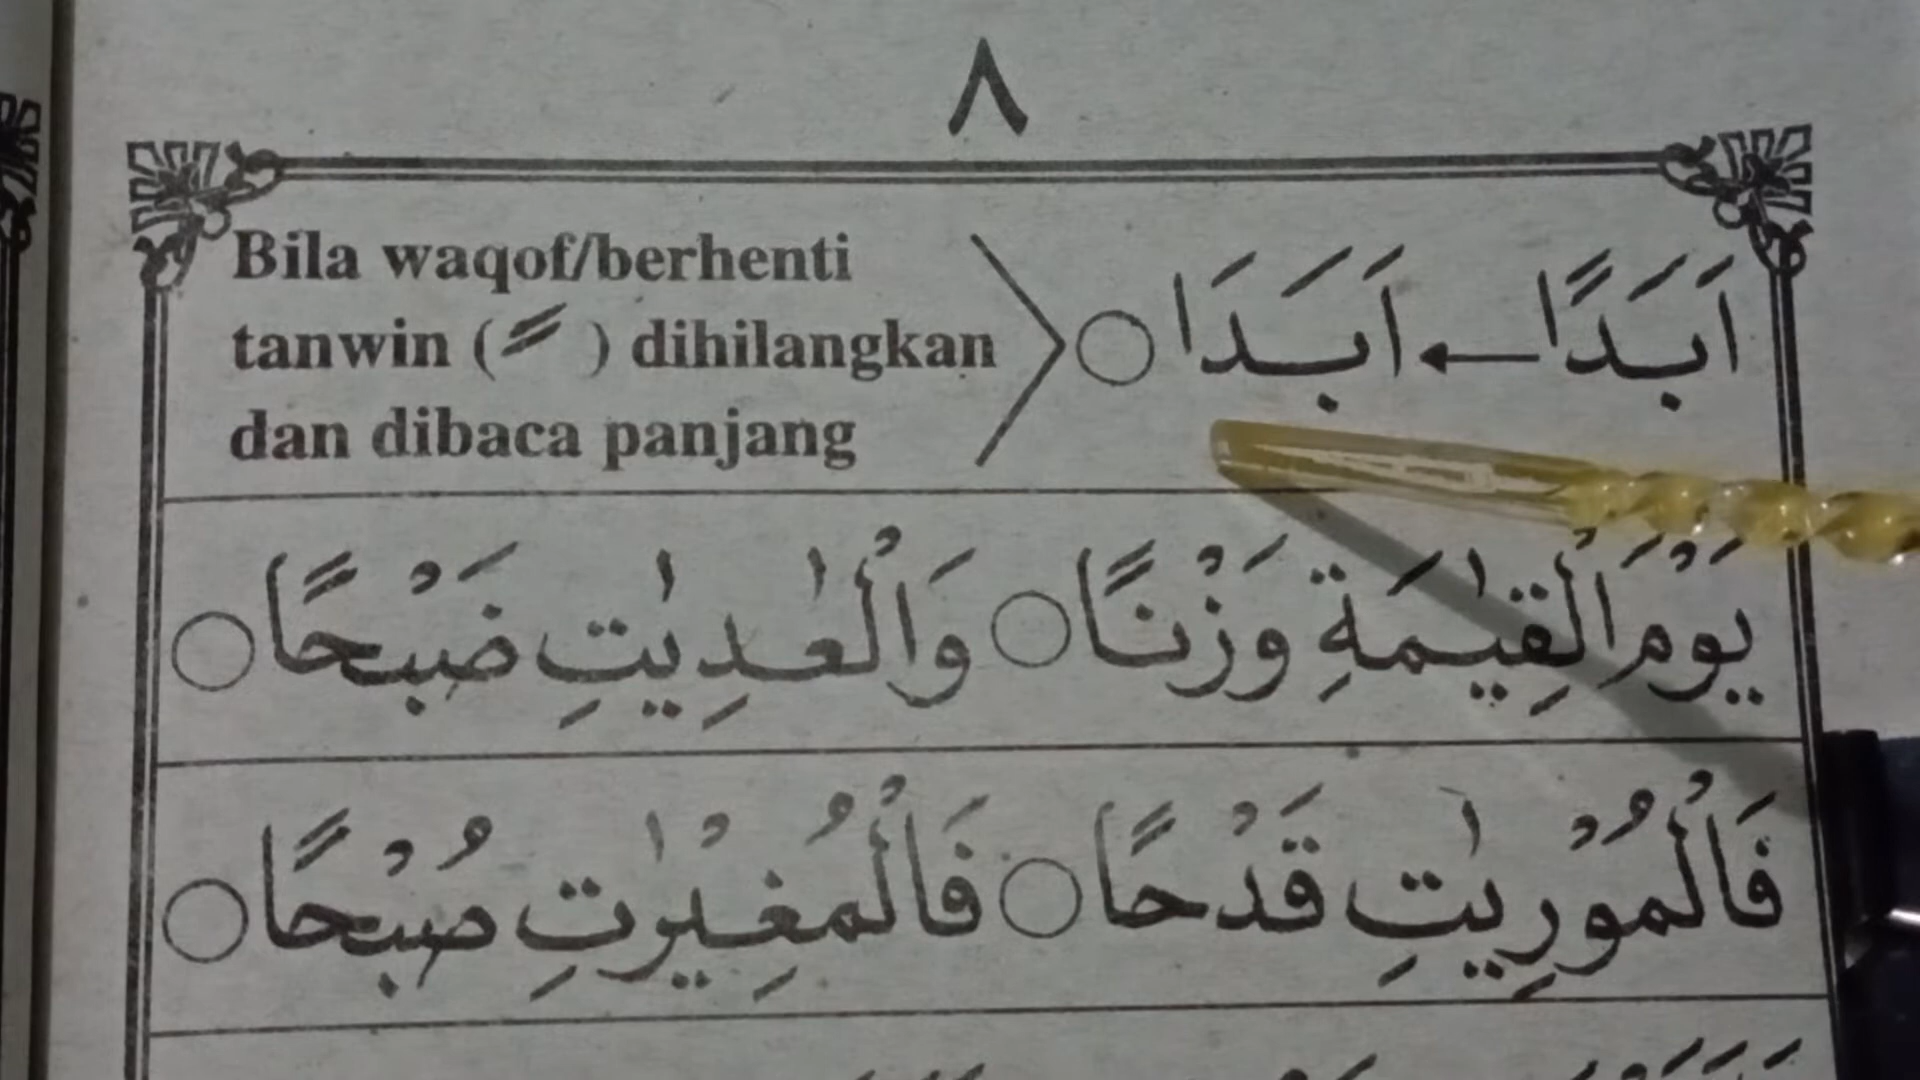 ٨
اَبَدًا ← اَبَدَا ○
Bila waqof/berhenti
tanwin ( ً ) dihilangkan
dan dibaca panjang
يَوْمَ الْقِيٰمَةِ وَزْنًا ○ وَالْعٰدِيٰتِ ضَبْحًا ○
فَالْمُوْرِيٰتِ قَدْحًا ○ فَالْمُغِيْرٰتِ صُبْحًا ○